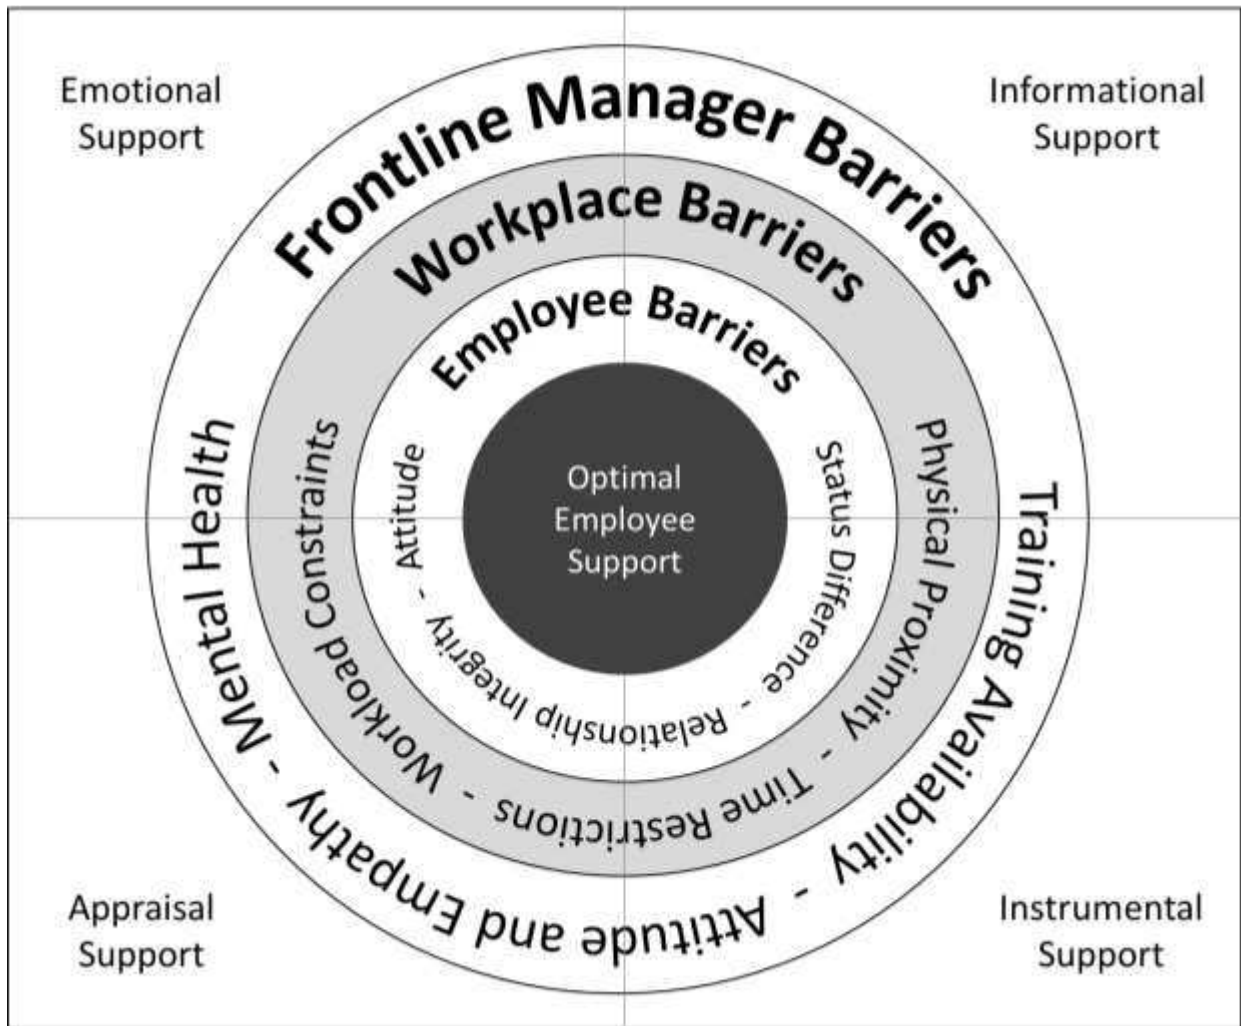 Emotional
Support
Informational
Support
Frontline Manager Barriers
Workplace Barriers
Employee Barriers
Optimal
Employee
Support
Status Difference - Relationship Integrity - Attitude
Physical Proximity - Time Restrictions - Workload Constraints
Training Availability - Attitude and Empathy - Mental Health
Appraisal
Support
Instrumental
Support